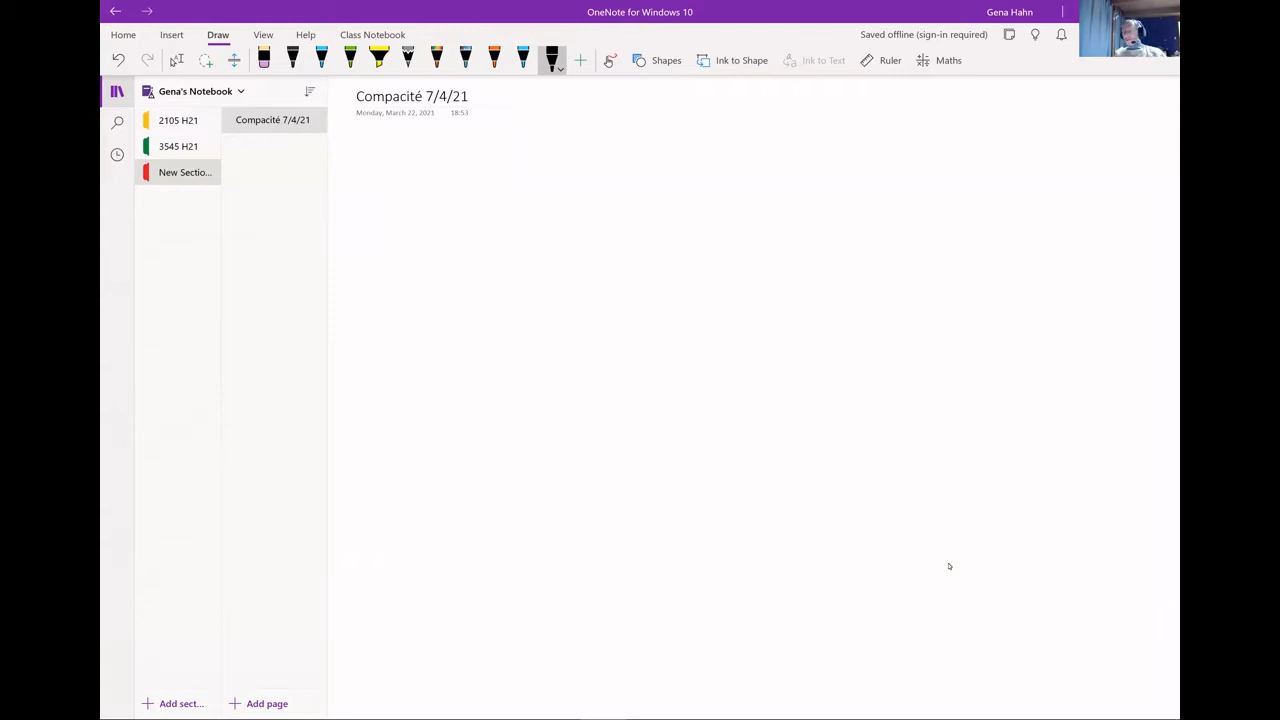 OneNote for Windows 10
Gena Hahn
Home Insert Draw View Help Class Notebook
Saved offline (sign-in required)
Shapes Ink to Shape Ink to Text Ruler Maths
Gena's Notebook
2105 H21
3545 H21
New Sectio...
Compacité 7/4/21
Compacité 7/4/21
Monday, March 22, 2021 18:53
Add sect...
Add page